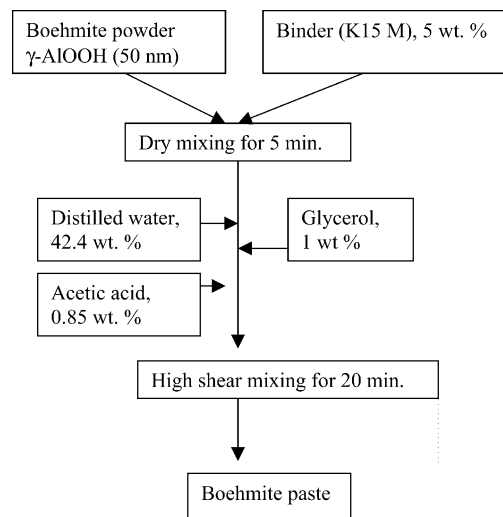 Boehmite powder
γ-AlOOH (50 nm)
Binder (K15 M), 5 wt. %
Dry mixing for 5 min.
Distilled water,
42.4 wt. %
Glycerol,
1 wt %
Acetic acid,
0.85 wt. %
High shear mixing for 20 min.
Boehmite paste